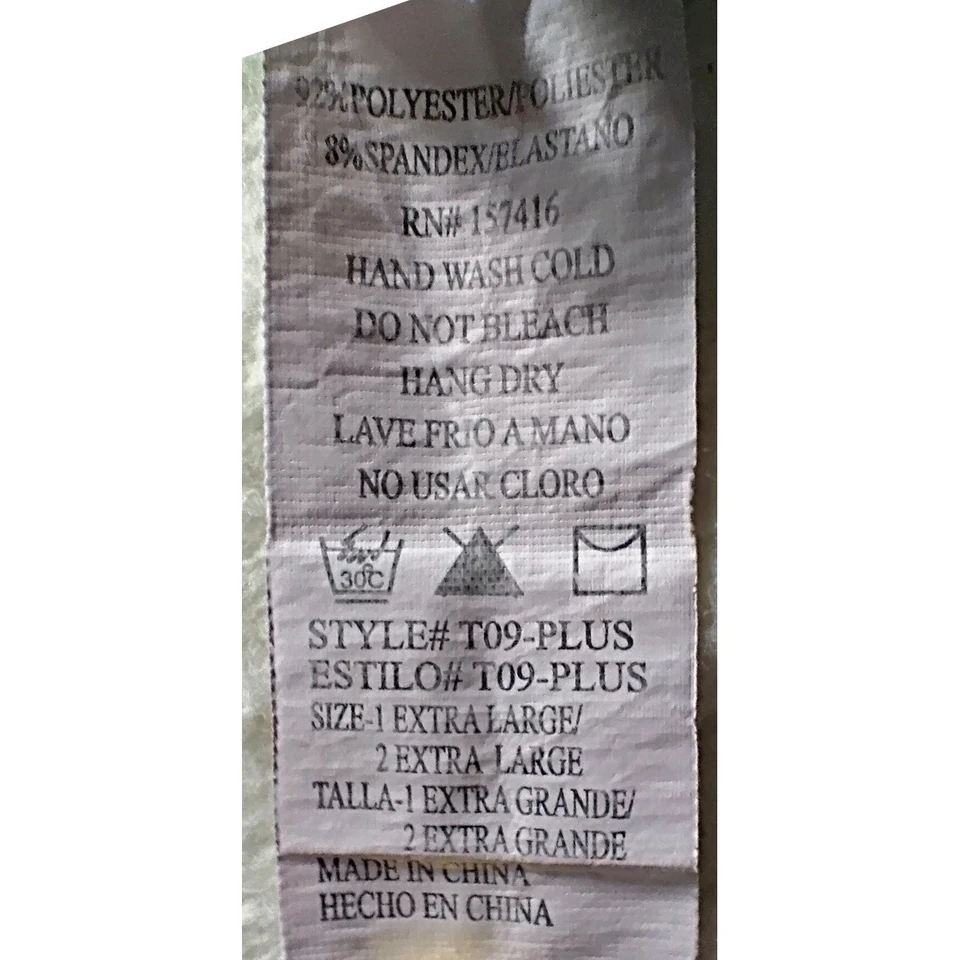 92%POLYESTER/POLIESTER
8%SPANDEX/ELASTANO
RN# 157416
HAND WASH COLD
DO NOT BLEACH
HANG DRY
LAVE FRIO A MANO
NO USAR CLORO
30°C
STYLE# T09-PLUS
ESTILO# T09-PLUS
SIZE-1 EXTRA LARGE/
2 EXTRA LARGE
TALLA-1 EXTRA GRANDE/
2 EXTRA GRANDE
MADE IN CHINA
HECHO EN CHINA